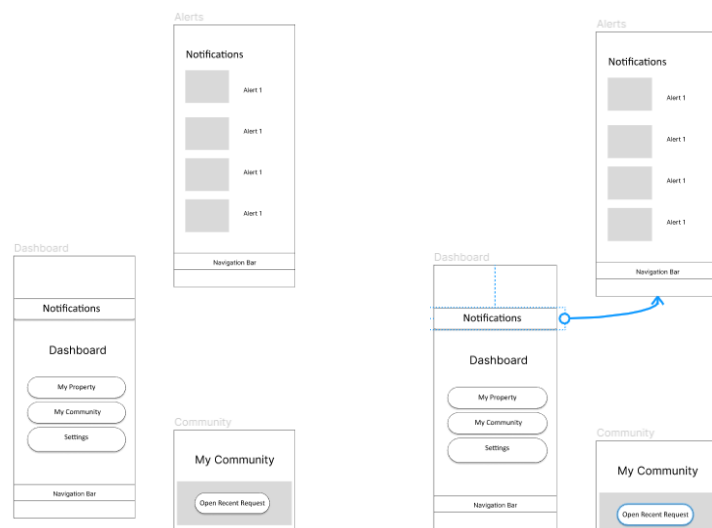 Alerts
Notifications
Alert 1
Alert 1
Alert 1
Alert 1
Navigation Bar
Dashboard
Notifications
Dashboard
My Property
My Community
Settings
Navigation Bar
Community
My Community
Open Recent Request
Alerts
Notifications
Alert 1
Alert 1
Alert 1
Alert 1
Navigation Bar
Dashboard
Notifications
Dashboard
My Property
My Community
Settings
Navigation Bar
Community
My Community
Open Recent Request